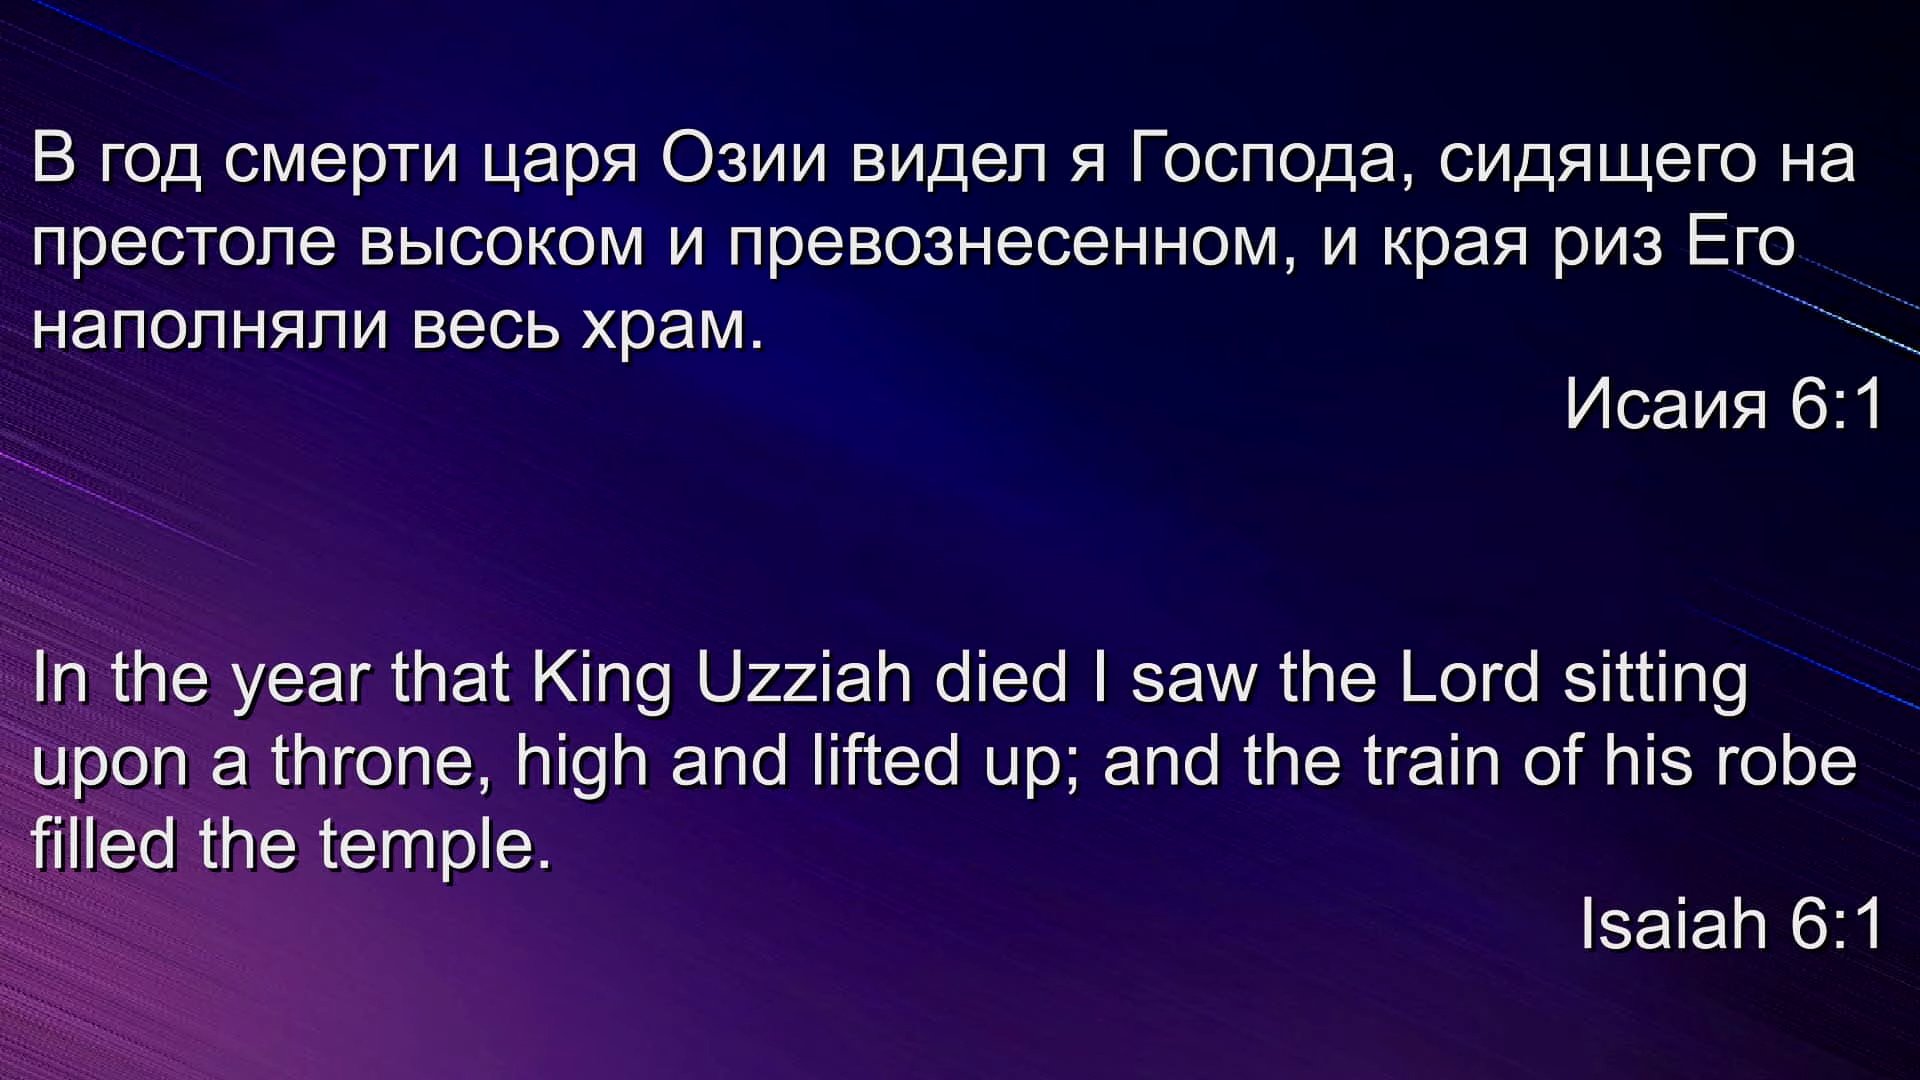 В год смерти царя Озии видел я Господа, сидящего на
престоле высоком и превознесенном, и края риз Его
наполняли весь храм.
Исаия 6:1
In the year that King Uzziah died I saw the Lord sitting
upon a throne, high and lifted up; and the train of his robe
filled the temple.
Isaiah 6:1